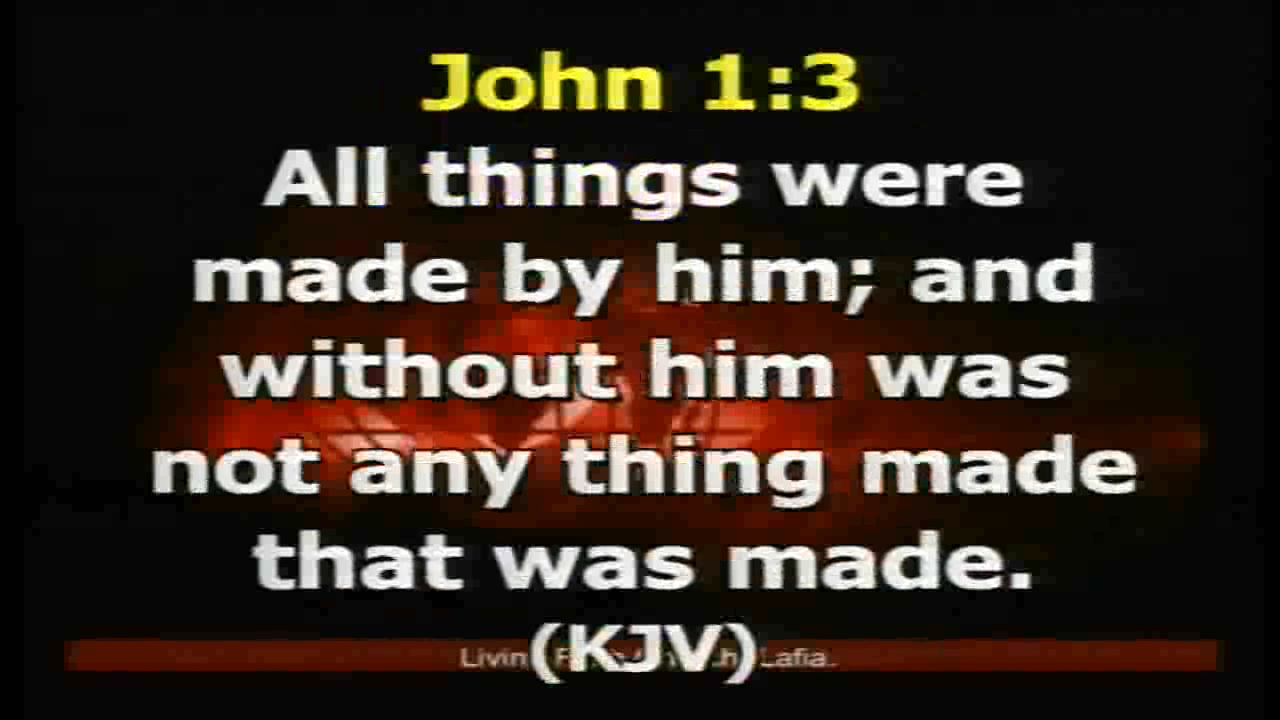 John 1:3
All things were
made by him; and
without him was
not any thing made
that was made.
(KJV)
Lafia.